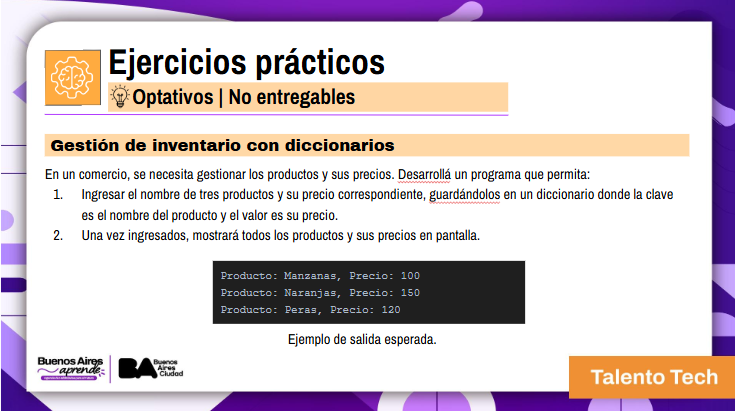 Ejercicios prácticos
Optativos | No entregables
Gestión de inventario con diccionarios
En un comercio, se necesita gestionar los productos y sus precios. Desarrollá un programa que permita:
1. Ingresar el nombre de tres productos y su precio correspondiente, guardándolos en un diccionario donde la clave
es el nombre del producto y el valor es su precio.
2. Una vez ingresados, mostrará todos los productos y sus precios en pantalla.
Producto: Manzanas, Precio: 100
Producto: Naranjas, Precio: 150
Producto: Peras, Precio: 120
Ejemplo de salida esperada.
Buenos Aires
aprende
BA
Buenos
Aires
Ciudad
Talento Tech